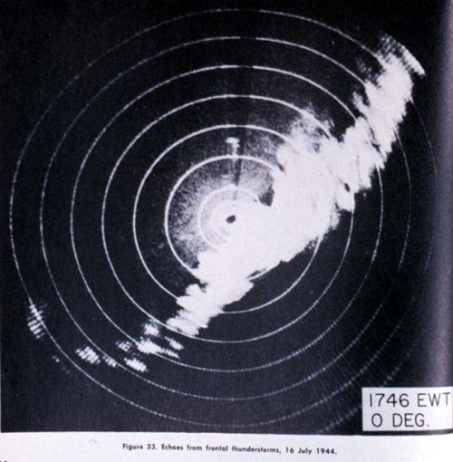 1746 EWT
0 DEG.
Figure 33. Echoes from frontal thunderstorms, 16 July 1944.